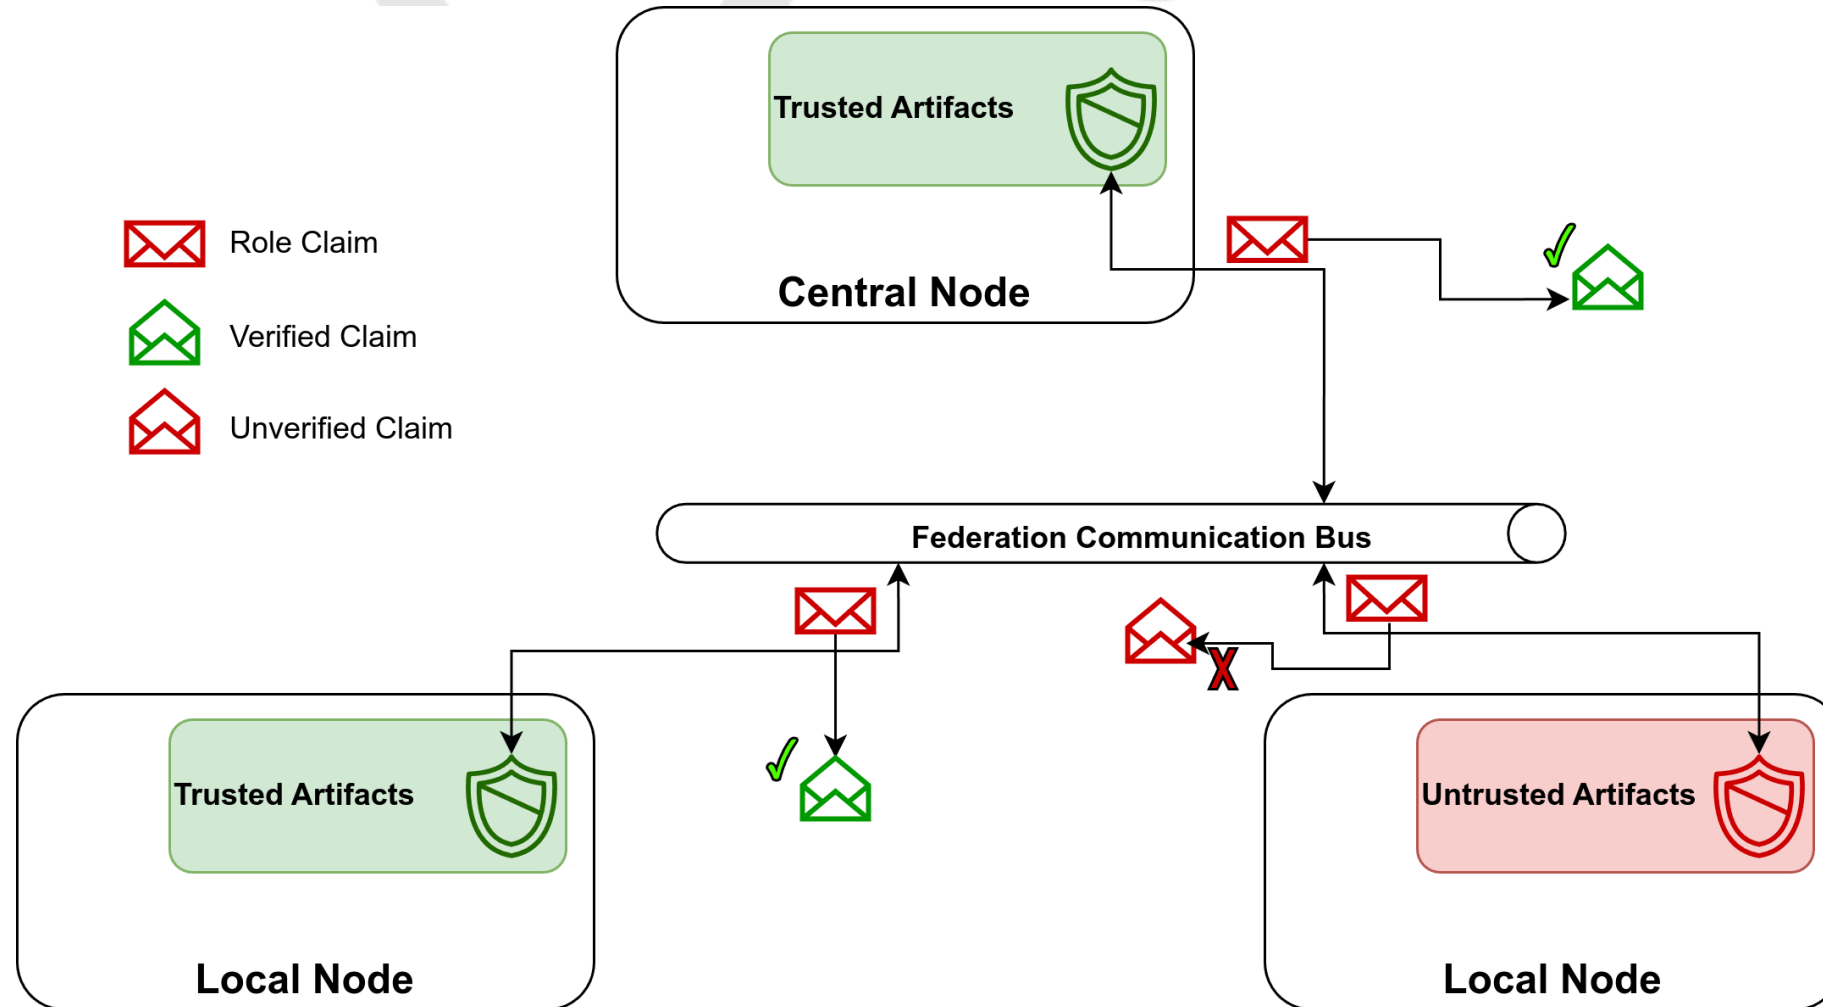 Trusted Artifacts
Central Node
Role Claim
Verified Claim
Unverified Claim
Federation Communication Bus
X
Trusted Artifacts
Local Node
Untrusted Artifacts
Local Node